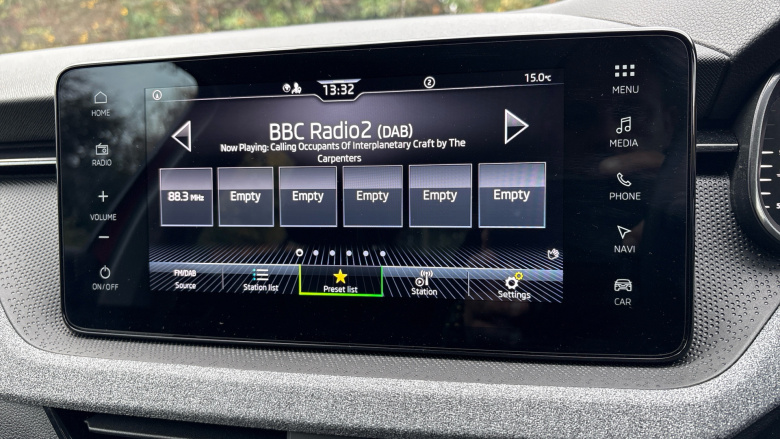 HOME
RADIO
VOLUME
ON/OFF
13:32
2
15.0°C
BBC Radio2 (DAB)
Now Playing: Calling Occupants Of Interplanetary Craft by The
Carpenters
88.3 MHz
Empty
Empty
Empty
Empty
Empty
FM/DAB
Source
Station list
Preset list
Station
Settings
MENU
MEDIA
PHONE
NAVI
CAR